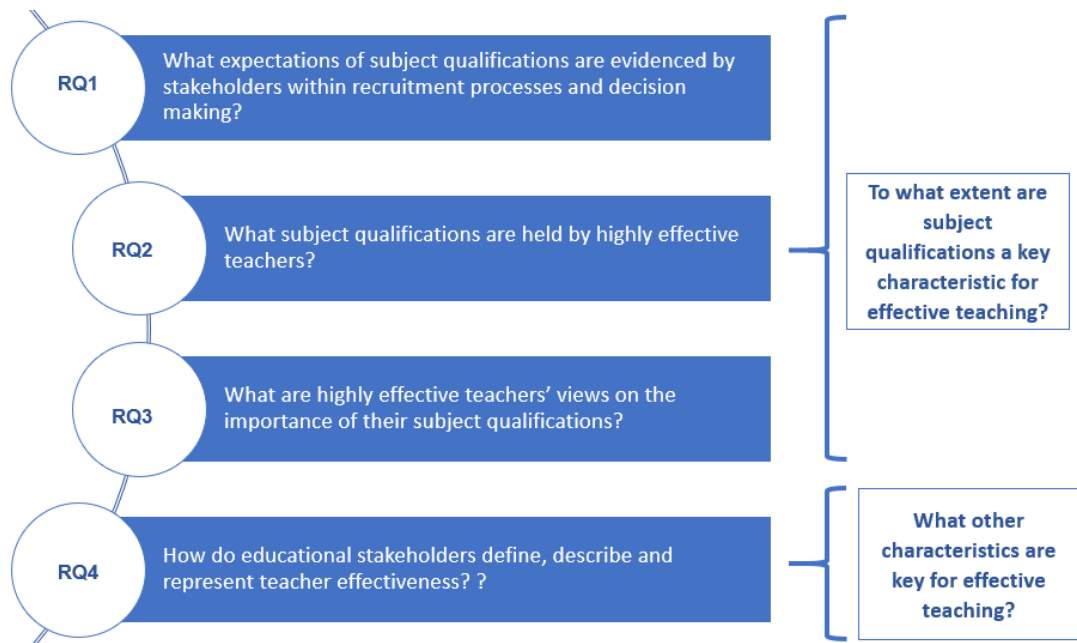 RQ1
What expectations of subject qualifications are evidenced by
stakeholders within recruitment processes and decision
making?
RQ2
What subject qualifications are held by highly effective
teachers?
RQ3
What are highly effective teachers’ views on the
importance of their subject qualifications?
To what extent are
subject
qualifications a key
characteristic for
effective teaching?
RQ4
How do educational stakeholders define, describe and
represent teacher effectiveness? ?
What other
characteristics are
key for effective
teaching?